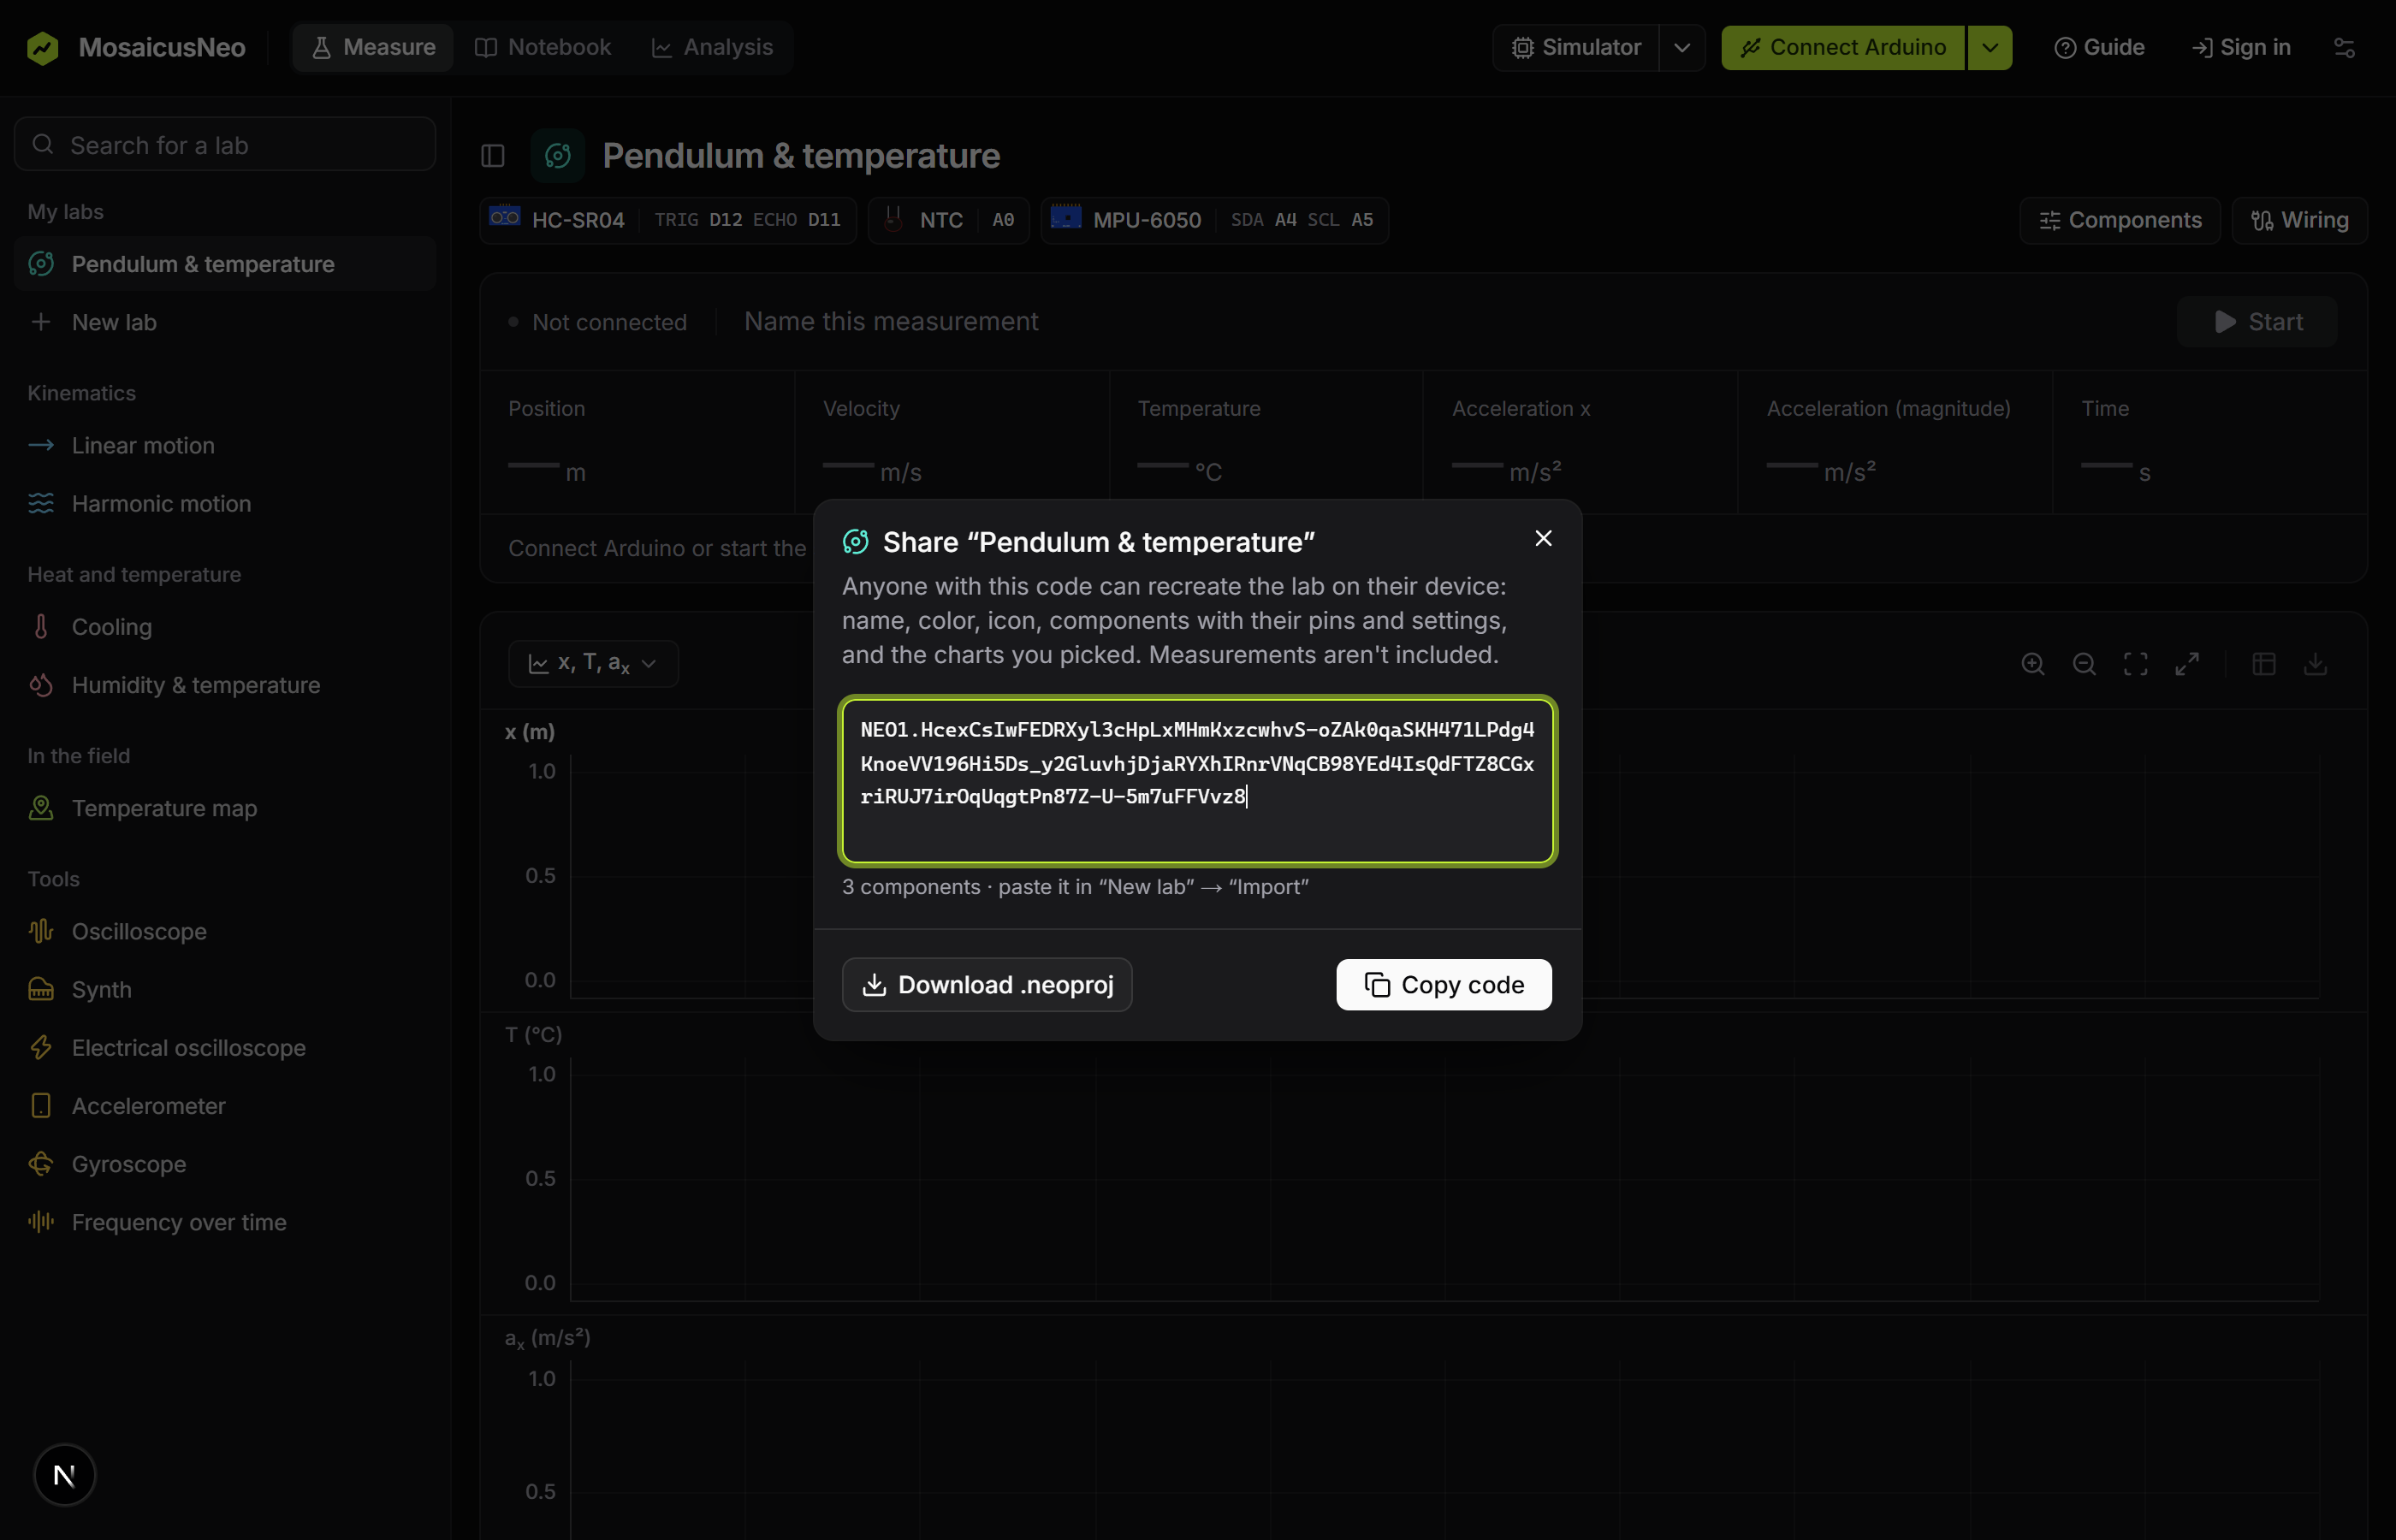 MosaicusNeo
Measure
Notebook
Analysis
Simulator
Connect Arduino
Guide
Sign in
Search for a lab
My labs
Pendulum & temperature
New lab
Kinematics
Linear motion
Harmonic motion
Heat and temperature
Cooling
Humidity & temperature
In the field
Temperature map
Tools
Oscilloscope
Synth
Electrical oscilloscope
Accelerometer
Gyroscope
Frequency over time
N
Pendulum & temperature
HC-SR04 TRIG D12 ECHO D11
NTC A0
MPU-6050 SDA A4 SCL A5
Components
Wiring
Not connected
Name this measurement
Start
Position
m
Velocity
m/s
Temperature
°C
Acceleration x
m/s²
Acceleration (magnitude)
m/s²
Time
s
Connect Arduino or start the
Share “Pendulum & temperature”
Anyone with this code can recreate the lab on their device:
name, color, icon, components with their pins and settings,
and the charts you picked. Measurements aren't included.
NEO1.HcexCsIwFEDRXyl3cHpLxMHmKxzcwhvS-oZAk0qaSKH471LPdg4
KnoeVV196Hi5Ds_y2GluvhjDjaRYXhIRnrVNqCB98YEd4IsQdFTZ8CGx
riRUJ7irOqUqgtPn87Z-U-5m7uFFVvz8
3 components · paste it in “New lab” → “Import”
Download .neoproj
Copy code
x, T, aₓ
x (m)
1.0
0.5
0.0
T (°C)
1.0
0.5
0.0
aₓ (m/s²)
1.0
0.5